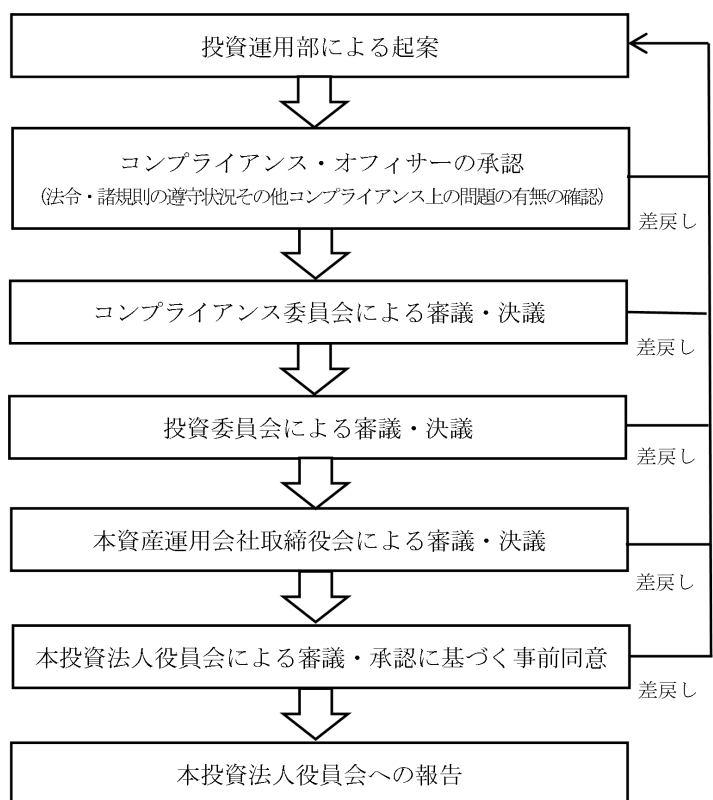 投資運用部による起案
コンプライアンス・オフィサーの承認
（法令・諸規則の遵守状況その他コンプライアンス上の問題の有無の確認）
差戻し
コンプライアンス委員会による審議・決議
差戻し
投資委員会による審議・決議
差戻し
本資産運用会社取締役会による審議・決議
差戻し
本投資法人役員会による審議・承認に基づく事前同意
差戻し
本投資法人役員会への報告